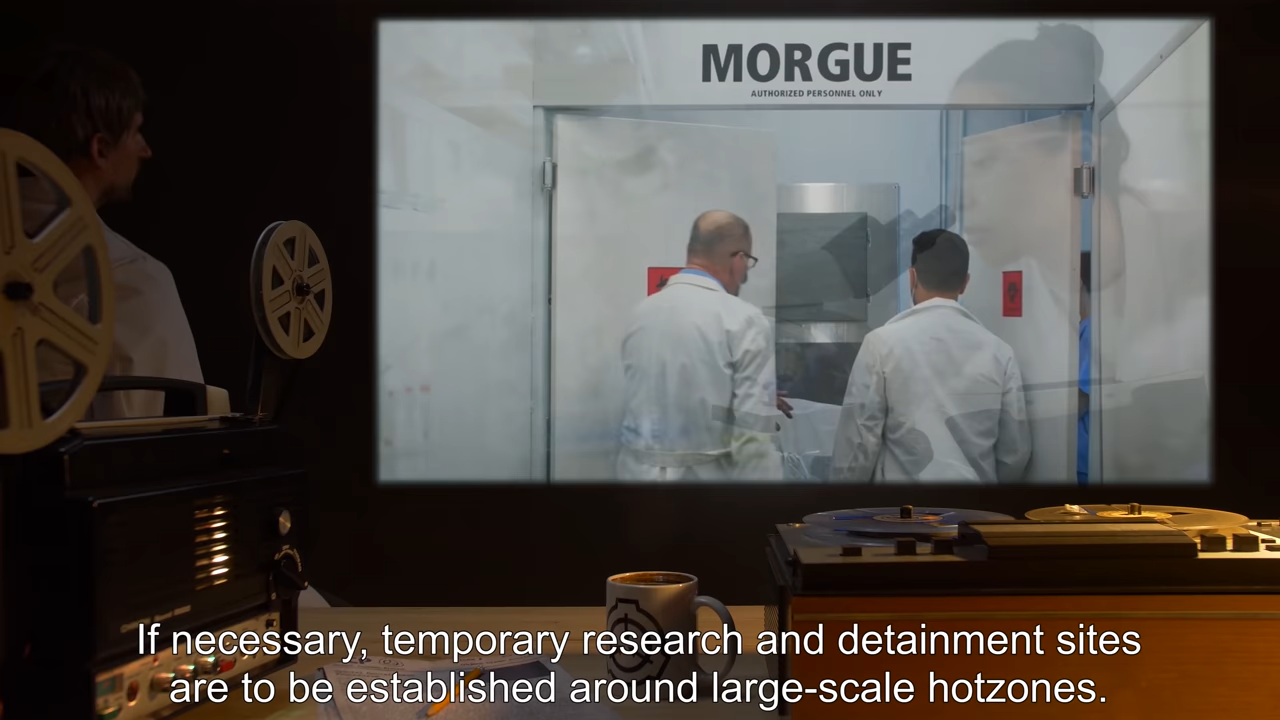 MORGUE
AUTHORIZED PERSONNEL ONLY
If necessary, temporary research and detainment sites
are to be established around large-scale hotzones.